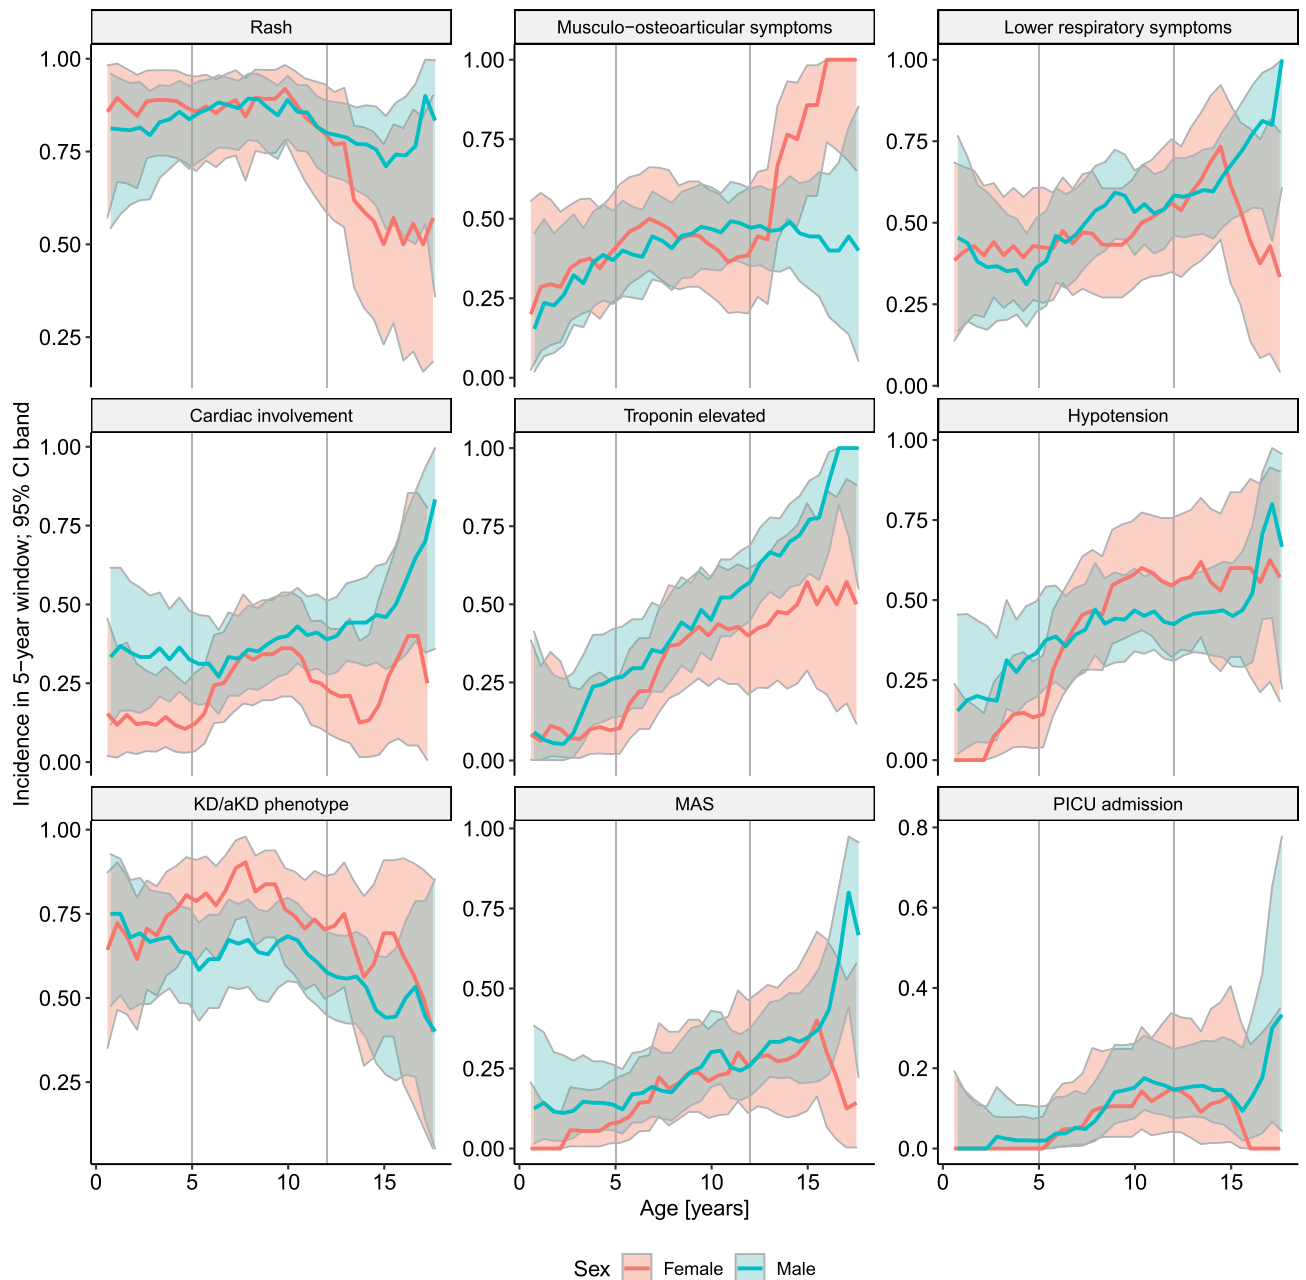 Rash
Musculo−osteoarticular symptoms
Lower respiratory symptoms
1.00
0.75
0.50
0.25
1.00
0.75
0.50
0.25
0.00
1.00
0.75
0.50
0.25
0.00
Cardiac involvement
Troponin elevated
Hypotension
1.00
0.75
0.50
0.25
0.00
1.00
0.75
0.50
0.25
0.00
1.00
0.75
0.50
0.25
0.00
Incidence in 5−year window; 95% CI band
KD/aKD phenotype
MAS
PICU admission
1.00
0.75
0.50
0.25
1.00
0.75
0.50
0.25
0.00
0.8
0.6
0.4
0.2
0.0
0 5 10 15
0 5 10 15
0 5 10 15
Age [years]
Sex Female Male